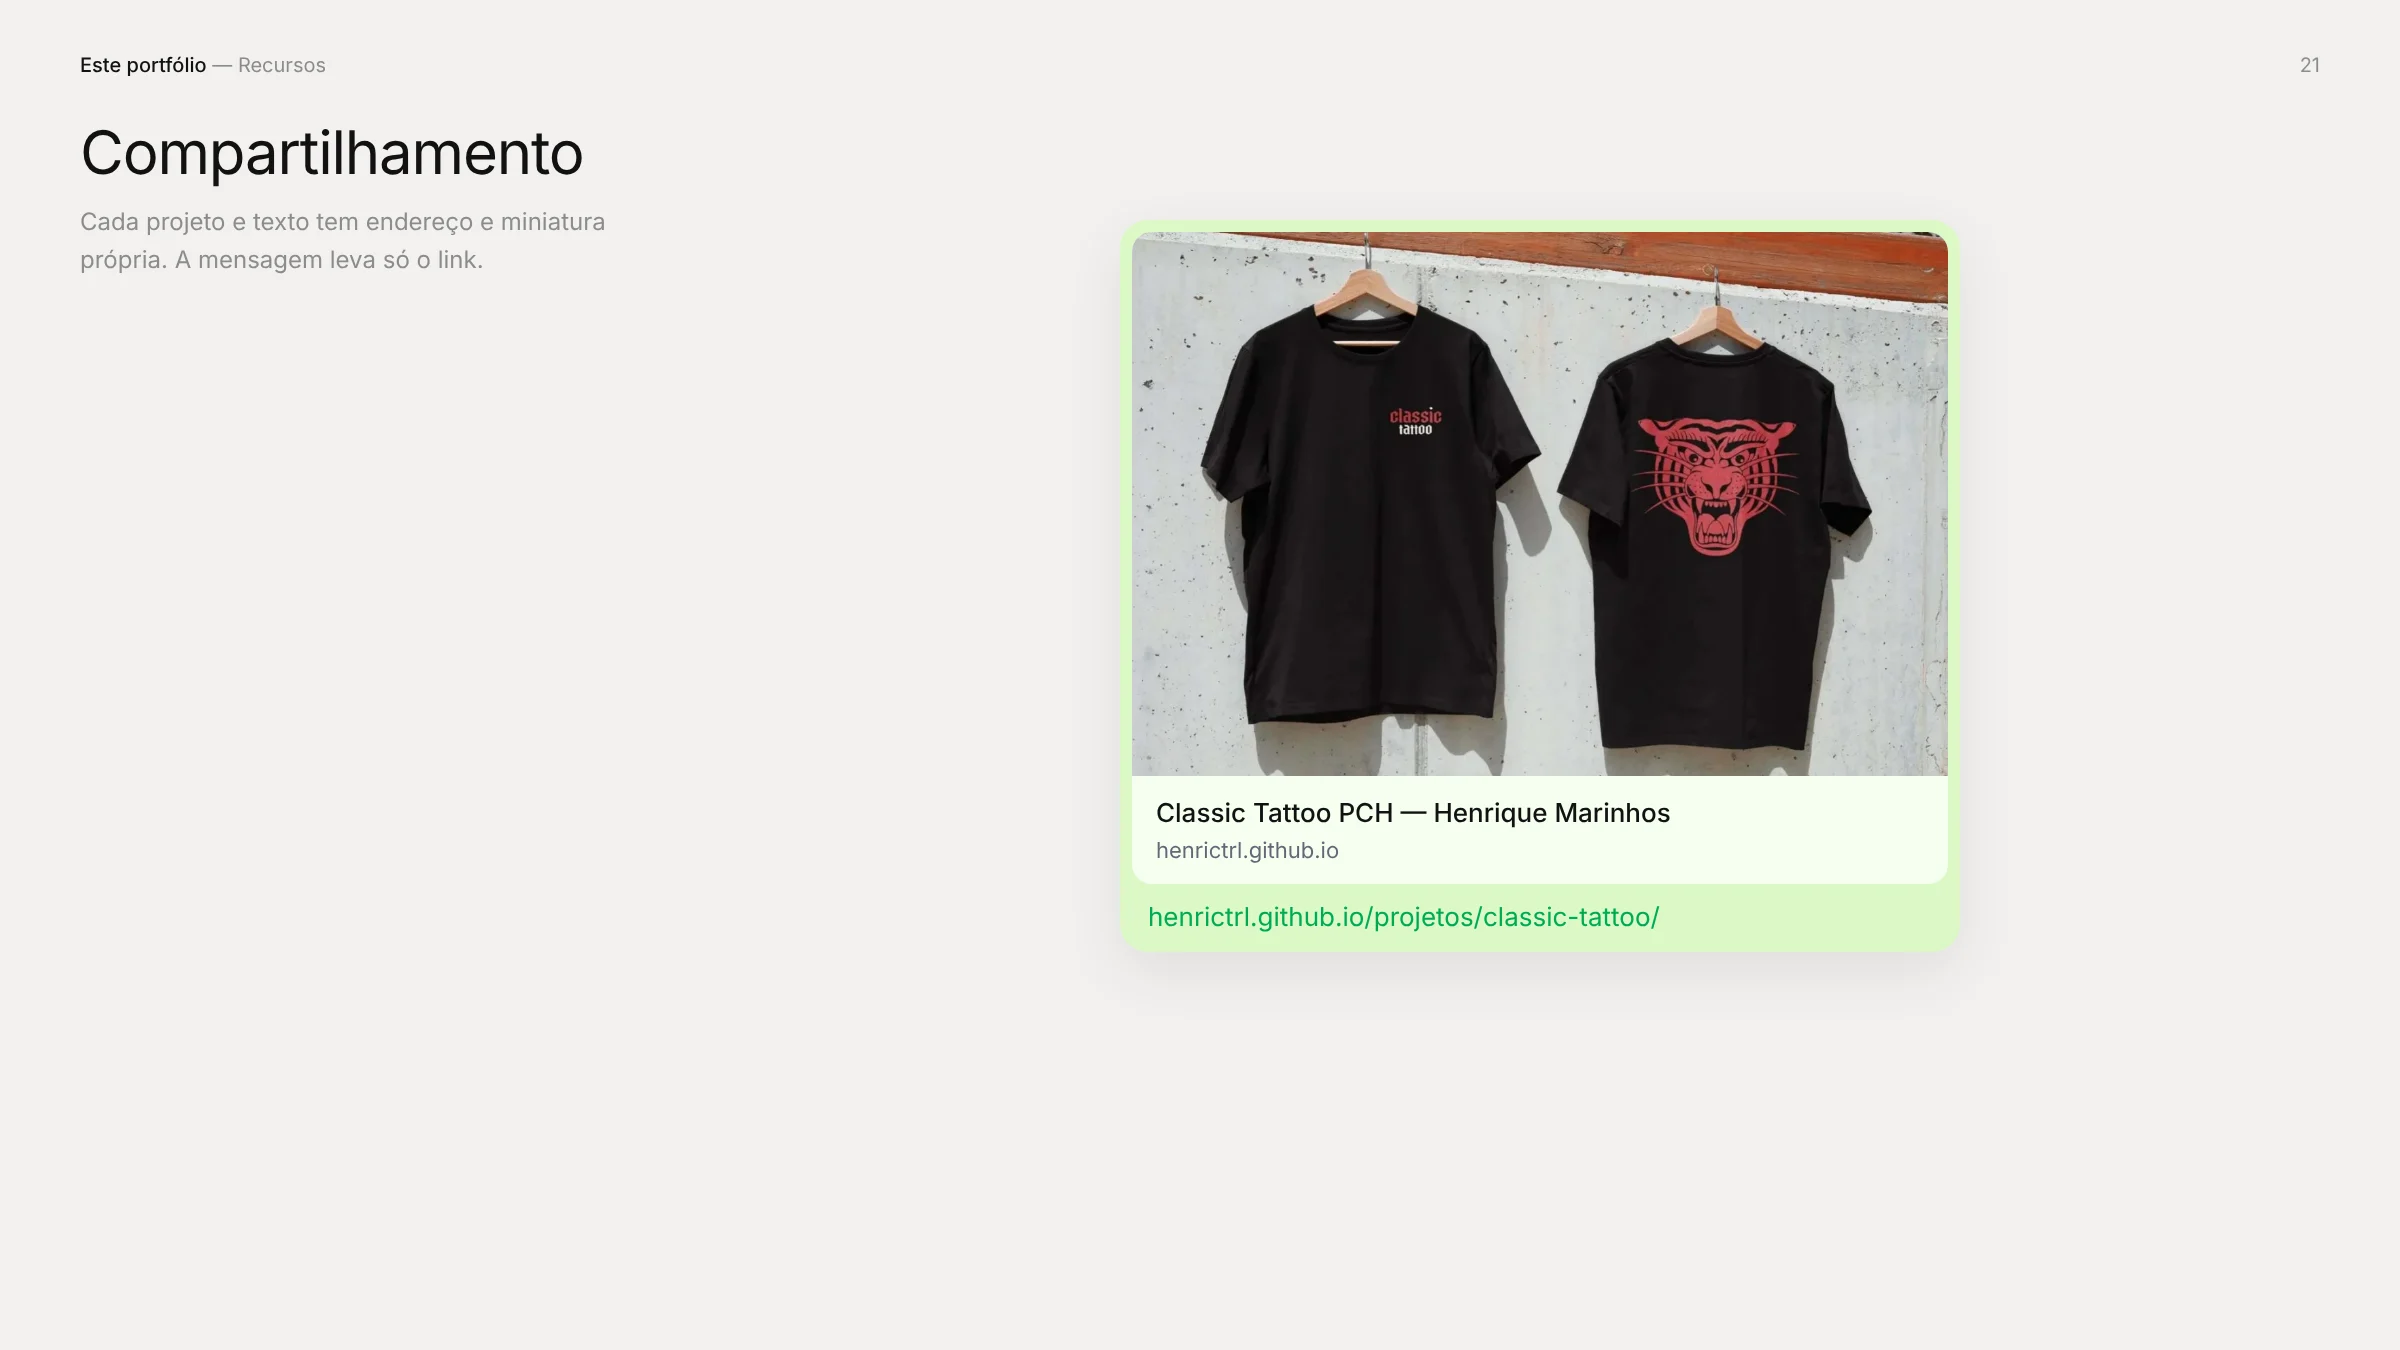 Este portfólio — Recursos
21
Compartilhamento
Cada projeto e texto tem endereço e miniatura
própria. A mensagem leva só o link.
classic
tattoo
Classic Tattoo PCH — Henrique Marinhos
henrictrl.github.io
henrictrl.github.io/projetos/classic-tattoo/